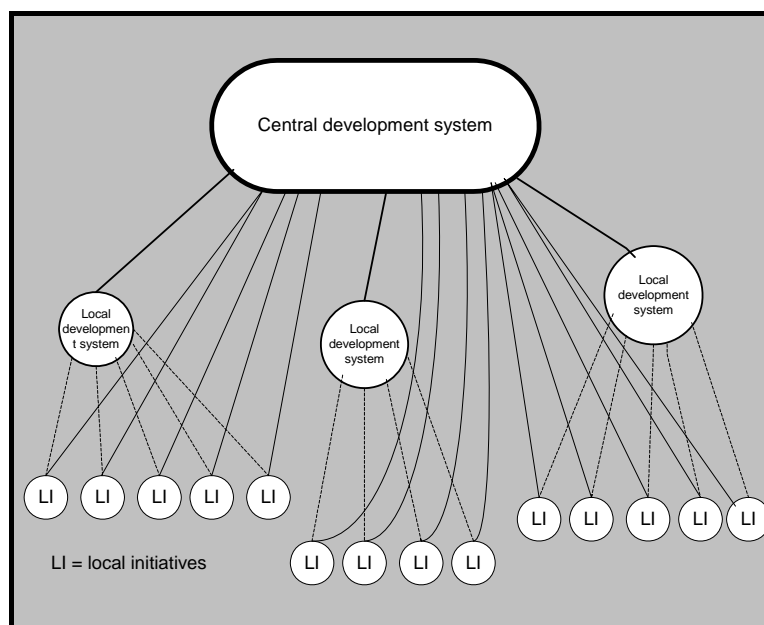 Central development system
Local
development
system
Local
developmen
t system
Local
development
system
LI
LI
LI
LI
LI
LI
LI
LI
LI
LI
LI
LI
LI
LI
LI = local initiatives